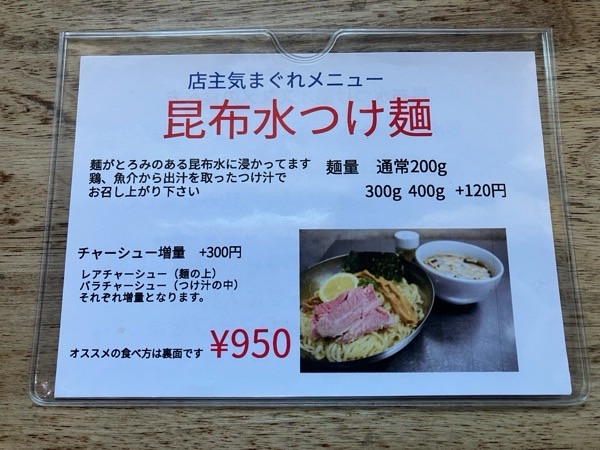 店主気まぐれメニュー
昆布水つけ麺
麺がとろみのある昆布水に浸かってます
鶏、魚介から出汁を取ったつけ汁で
お召し上がり下さい
麺量 通常200g
300g 400g +120円
チャーシュー増量 +300円
レアチャーシュー（麺の上）
バラチャーシュー（つけ汁の中）
それぞれ増量となります。
オススメの食べ方は裏面です ¥950